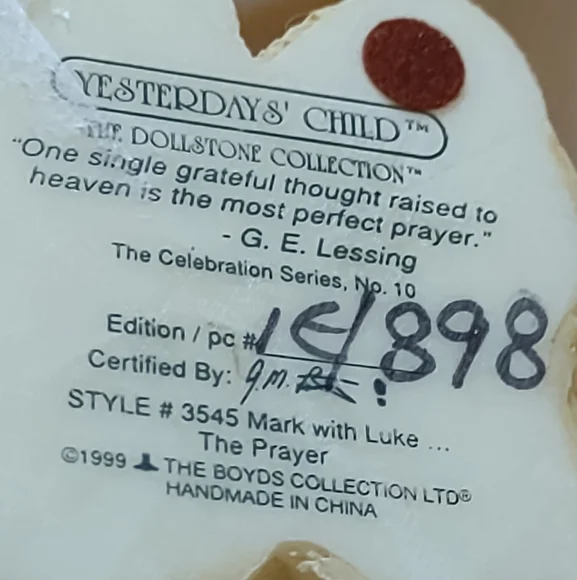 YESTERDAYS' CHILD™
THE DOLLSTONE COLLECTION™
"One single grateful thought raised to
heaven is the most perfect prayer."
- G. E. Lessing
The Celebration Series, No. 10
Edition / pc # 1E/898
Certified By: G.M.
STYLE # 3545 Mark with Luke ...
The Prayer
©1999 THE BOYDS COLLECTION LTD®
HANDMADE IN CHINA